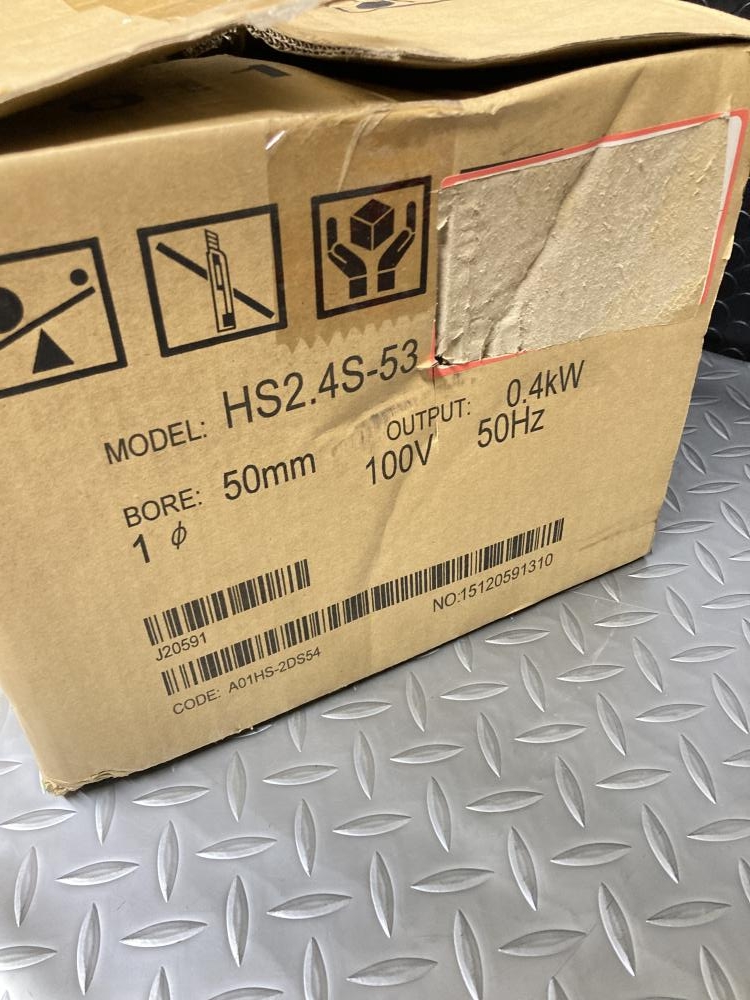 MODEL: HS2.4S-53
BORE: 50mm OUTPUT: 0.4kW
1 ϕ 100V 50Hz
J20591
NO:15120591310
CODE: A01HS-2DS54